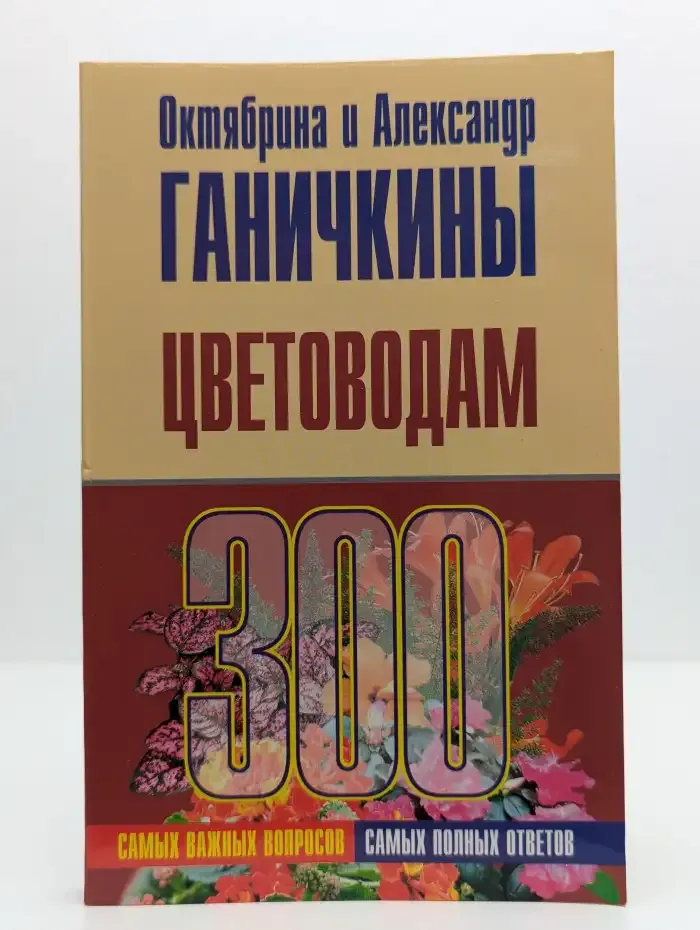 Октябрина и Александр
ГАНИЧКИНЫ
ЦВЕТОВОДАМ
300
САМЫХ ВАЖНЫХ ВОПРОСОВ САМЫХ ПОЛНЫХ ОТВЕТОВ